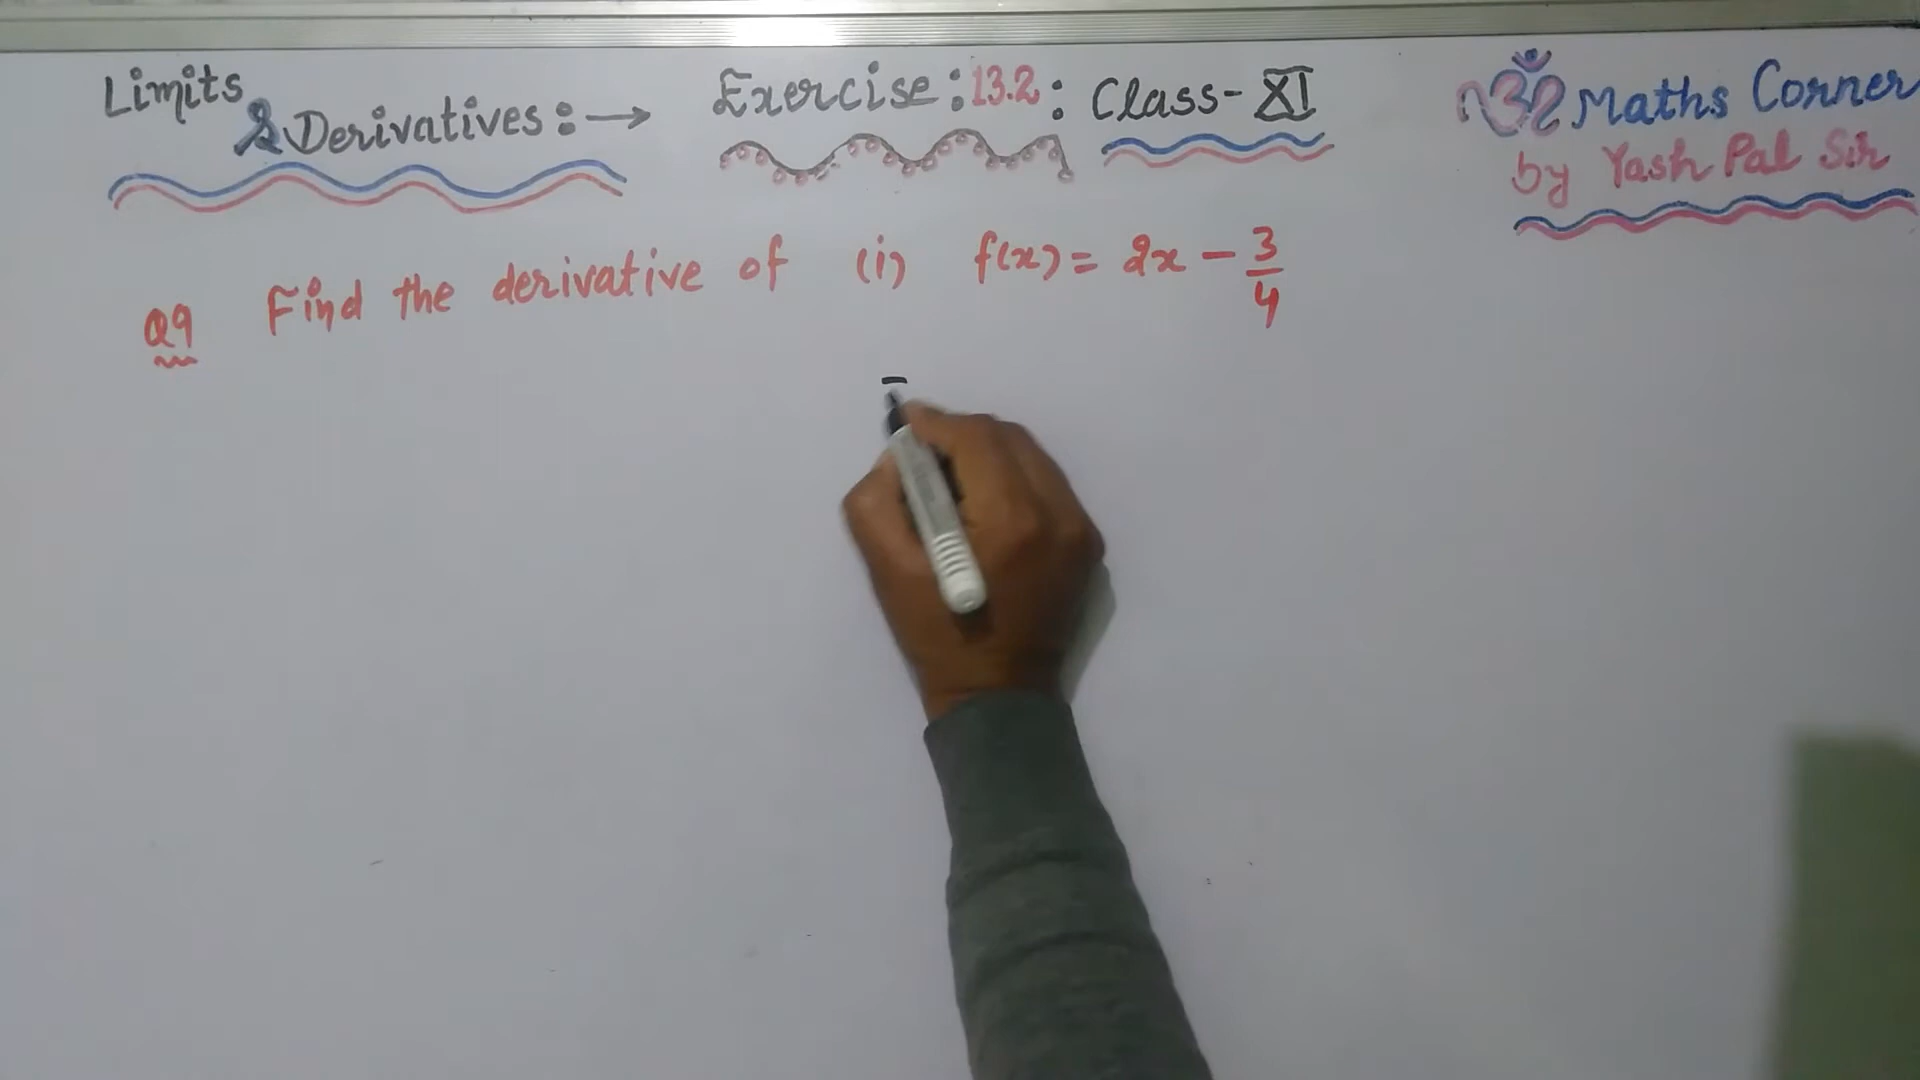 Limits & Derivatives :→ Exercise : 13.2 : Class - XI
ॐ Maths Corner
by Yash Pal Sir
Q9 Find the derivative of (i) f(x) = 2x - 3/4